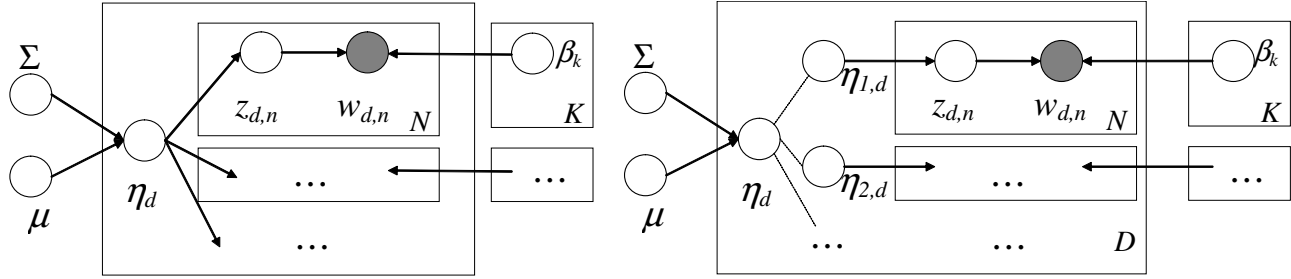 Σ
μ
η_d
z_{d,n}
w_{d,n}
N
β_k
K
...
...
...
Σ
μ
η_d
η_{1,d}
z_{d,n}
w_{d,n}
N
β_k
K
η_{2,d}
...
...
...
...
D